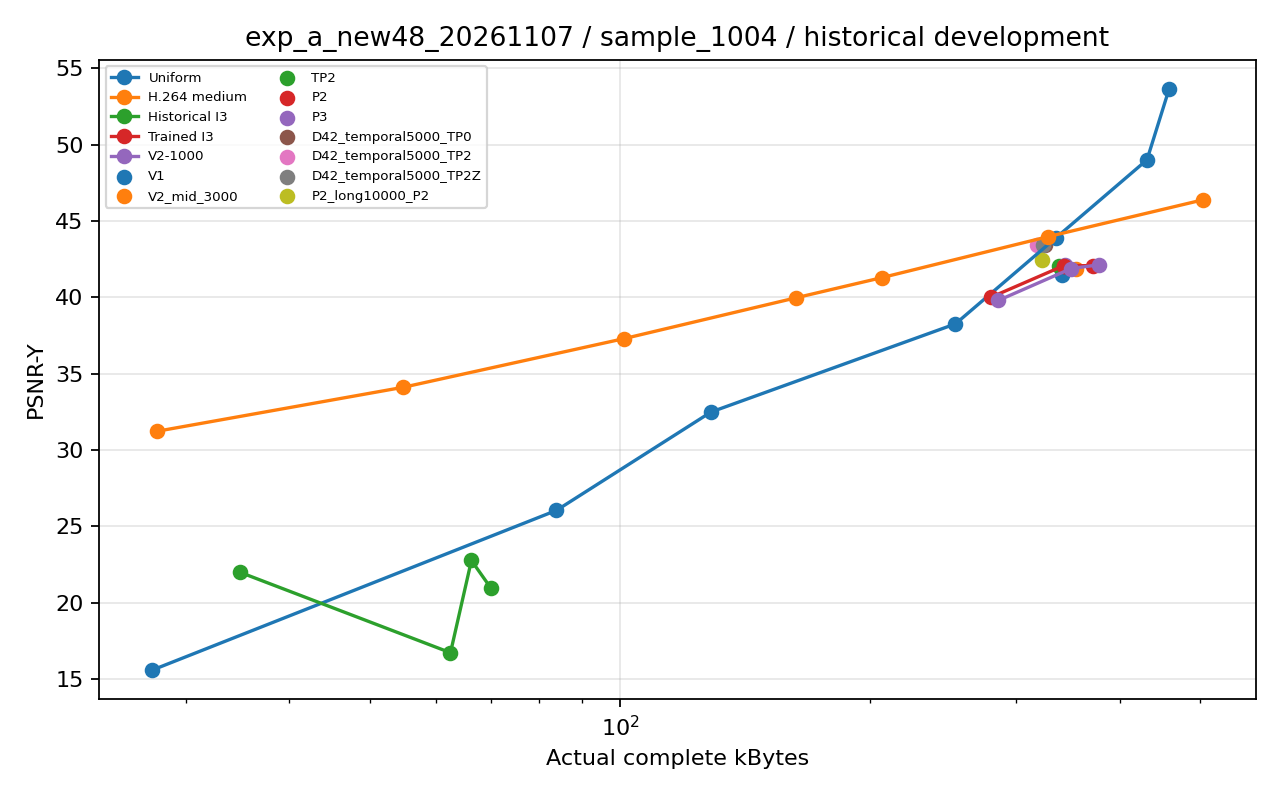 exp_a_new48_20261107 / sample_1004 / historical development
55
50
45
40
35
30
25
20
15
PSNR-Y
Uniform
H.264 medium
Historical I3
Trained I3
V2-1000
V1
V2_mid_3000
TP2
P2
P3
D42_temporal5000_TP0
D42_temporal5000_TP2
D42_temporal5000_TP2Z
P2_long10000_P2
10²
Actual complete kBytes